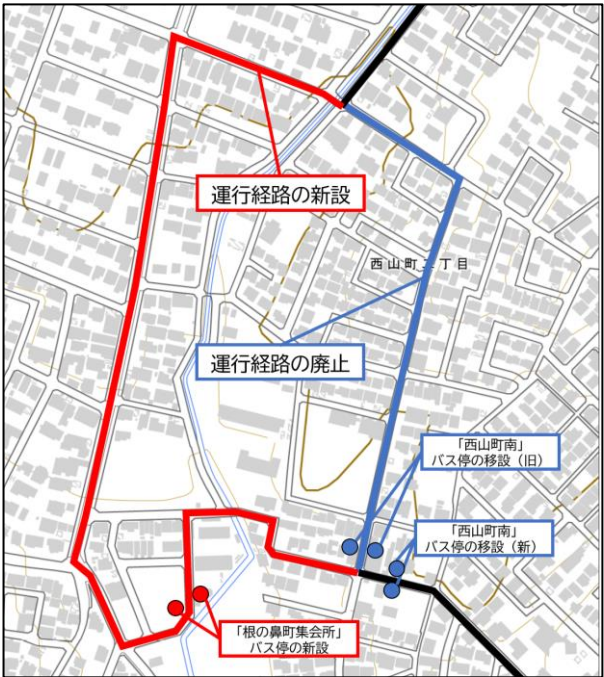 運行経路の新設
西山町三丁目
運行経路の廃止
「西山町南」
バス停の移設（旧）
「西山町南」
バス停の移設（新）
「根の鼻町集会所」
バス停の新設